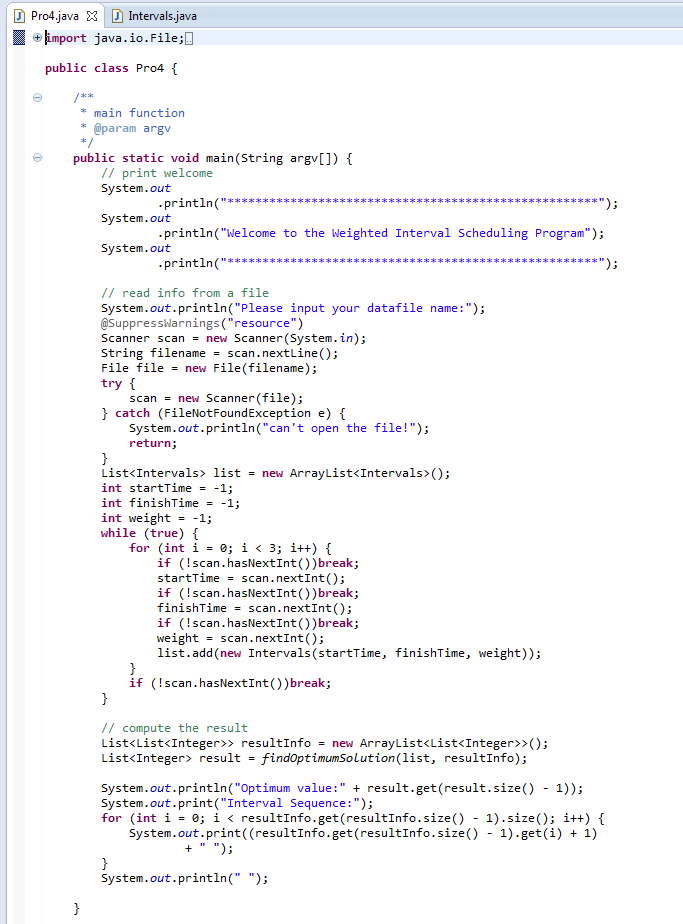 Pro4.java Intervals.java
import java.io.File;
public class Pro4 {
/**
* main function
* @param argv
*/
public static void main(String argv[]) {
// print welcome
System.out
.println("*****************************************************");
System.out
.println("Welcome to the Weighted Interval Scheduling Program");
System.out
.println("*****************************************************");
// read info from a file
System.out.println("Please input your datafile name:");
@SuppressWarnings("resource")
Scanner scan = new Scanner(System.in);
String filename = scan.nextLine();
File file = new File(filename);
try {
scan = new Scanner(file);
} catch (FileNotFoundException e) {
System.out.println("can't open the file!");
return;
}
List<Intervals> list = new ArrayList<Intervals>();
int startTime = -1;
int finishTime = -1;
int weight = -1;
while (true) {
for (int i = 0; i < 3; i++) {
if (!scan.hasNextInt())break;
startTime = scan.nextInt();
if (!scan.hasNextInt())break;
finishTime = scan.nextInt();
if (!scan.hasNextInt())break;
weight = scan.nextInt();
list.add(new Intervals(startTime, finishTime, weight));
}
if (!scan.hasNextInt())break;
}
// compute the result
List<List<Integer>> resultInfo = new ArrayList<List<Integer>>();
List<Integer> result = findOptimumSolution(list, resultInfo);
System.out.println("Optimum value:" + result.get(result.size() - 1));
System.out.print("Interval Sequence:");
for (int i = 0; i < resultInfo.get(resultInfo.size() - 1).size(); i++) {
System.out.print((resultInfo.get(resultInfo.size() - 1).get(i) + 1)
+ " ");
}
System.out.println(" ");
}